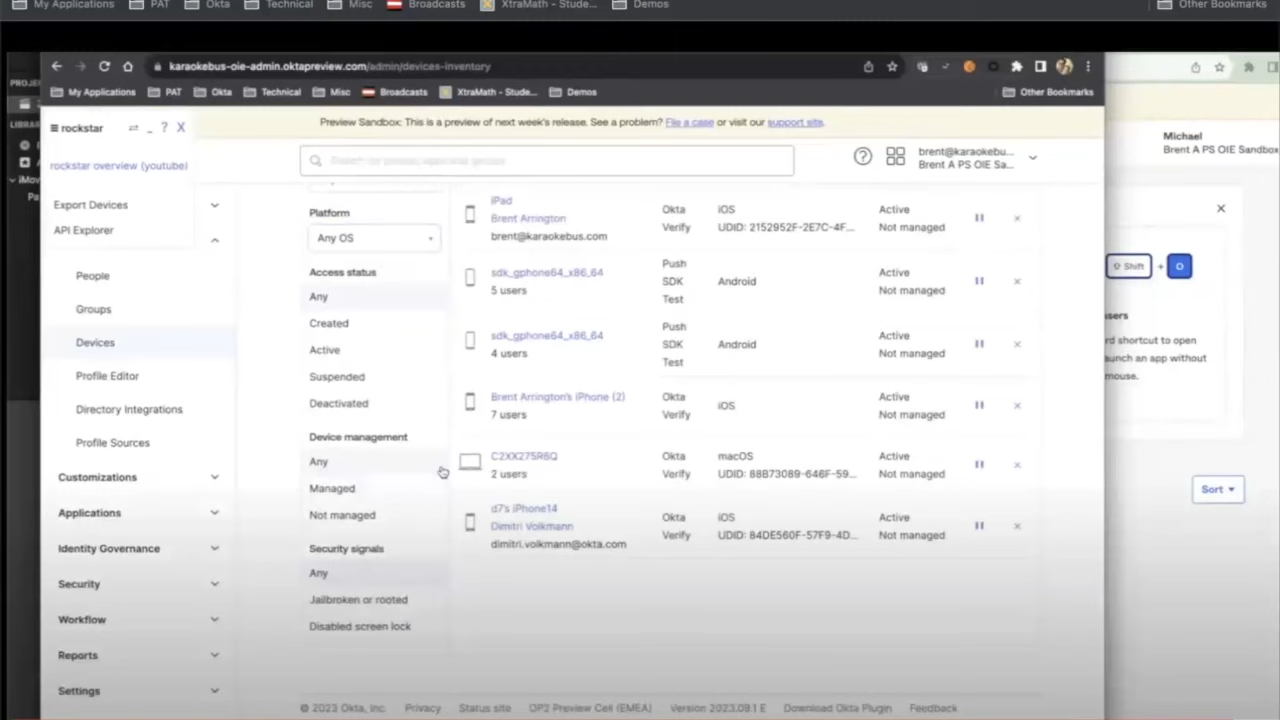 My Applications PAT Okta Technical Misc Broadcasts XtraMath - Stude... Demos Other Bookmarks
karaokebus-oie-admin.oktapreview.com/admin/devices-inventory
My Applications PAT Okta Technical Misc Broadcasts XtraMath - Stude... Demos Other Bookmarks
PROJE
LIBRAR
iMov
Pa
Preview Sandbox: This is a preview of next week's release. See a problem? File a case or visit our support site.
rockstar ? X
rockstar overview (youtube)
Export Devices
API Explorer
People
Groups
Devices
Profile Editor
Directory Integrations
Profile Sources
Customizations
Applications
Identity Governance
Security
Workflow
Reports
Settings
Search for people, apps and groups
brent@karaokebu...
Brent A PS OIE Sa...
Platform
Any OS
Access status
Any
Created
Active
Suspended
Deactivated
Device management
Any
Managed
Not managed
Security signals
Any
Jailbroken or rooted
Disabled screen lock
iPad
Brent Arrington
brent@karaokebus.com
Okta
Verify
iOS
UDID: 2152952F-2E7C-4F...
Active
Not managed
sdk_gphone64_x86_64
5 users
Push
SDK
Test
Android
Active
Not managed
sdk_gphone64_x86_64
4 users
Push
SDK
Test
Android
Active
Not managed
Brent Arrington's iPhone (2)
7 users
Okta
Verify
iOS
Active
Not managed
C2XX275R6Q
2 users
Okta
Verify
macOS
UDID: 88B73089-646F-59...
Active
Not managed
d7's iPhone14
Dimitri Volkmann
dimitri.volkmann@okta.com
Okta
Verify
iOS
UDID: 84DE560F-57F9-4D...
Active
Not managed
© 2023 Okta, Inc. Privacy Status site OP2 Preview Cell (EMEA) Version 2023.09.1 E Download Okta Plugin Feedback
Michael
Brent A PS OIE Sandbox
Shift + O
users
rd shortcut to open
aunch an app without
mouse.
Sort